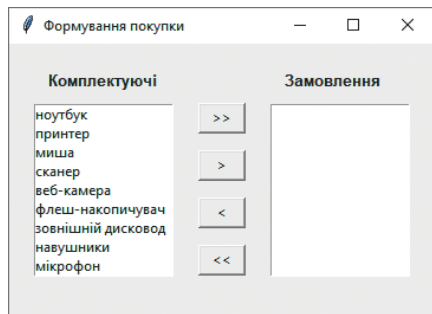 Формування покупки
Комплектуючі
Замовлення
ноутбук
принтер
миша
сканер
веб-камера
флеш-накопичувач
зовнішній дисковод
навушники
мікрофон
>>
>
<
<<